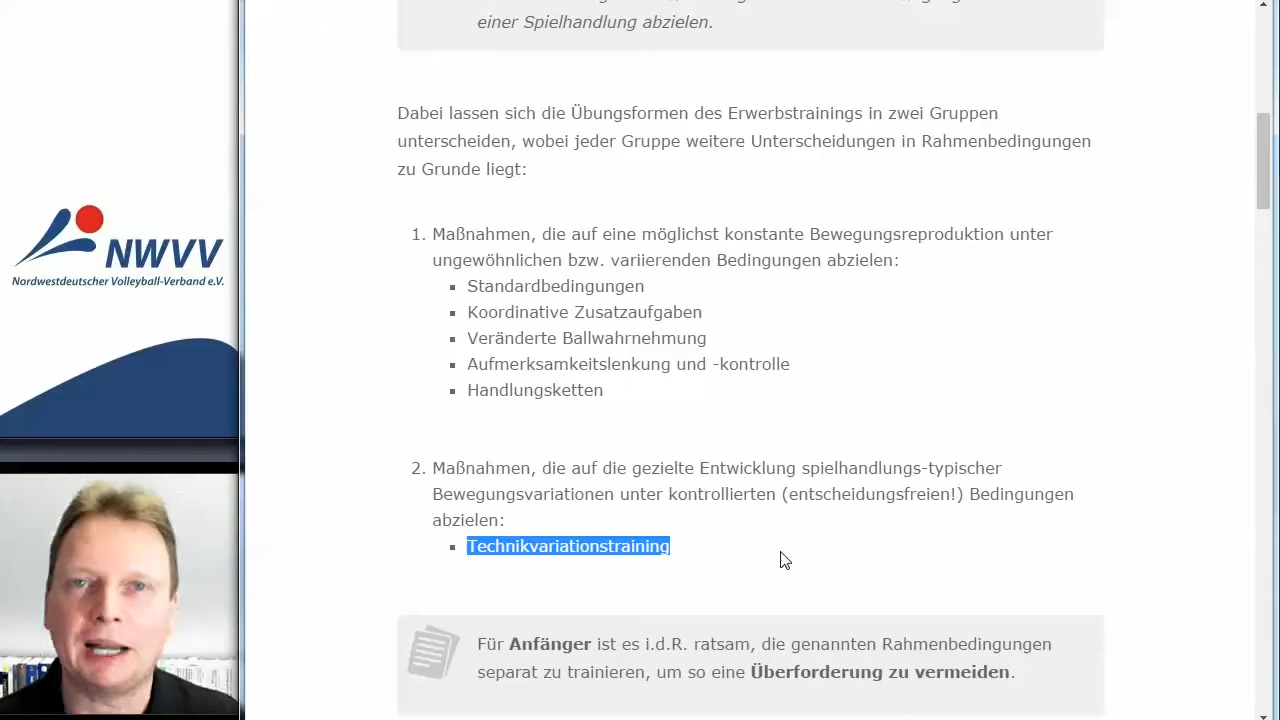 einer Spielhandlung abzielen.
Dabei lassen sich die Übungsformen des Erwerbstrainings in zwei Gruppen
unterscheiden, wobei jeder Gruppe weitere Unterscheidungen in Rahmenbedingungen
zu Grunde liegt:
1. Maßnahmen, die auf eine möglichst konstante Bewegungsreproduktion unter
ungewöhnlichen bzw. variierenden Bedingungen abzielen:
▪ Standardbedingungen
▪ Koordinative Zusatzaufgaben
▪ Veränderte Ballwahrnehmung
▪ Aufmerksamkeitslenkung und -kontrolle
▪ Handlungsketten
2. Maßnahmen, die auf die gezielte Entwicklung spielhandlungs-typischer
Bewegungsvariationen unter kontrollierten (entscheidungsfreien!) Bedingungen
abzielen:
▪ Technikvariationstraining
Für Anfänger ist es i.d.R. ratsam, die genannten Rahmenbedingungen
separat zu trainieren, um so eine Überforderung zu vermeiden.
NWVV
Nordwestdeutscher Volleyball-Verband e.V.